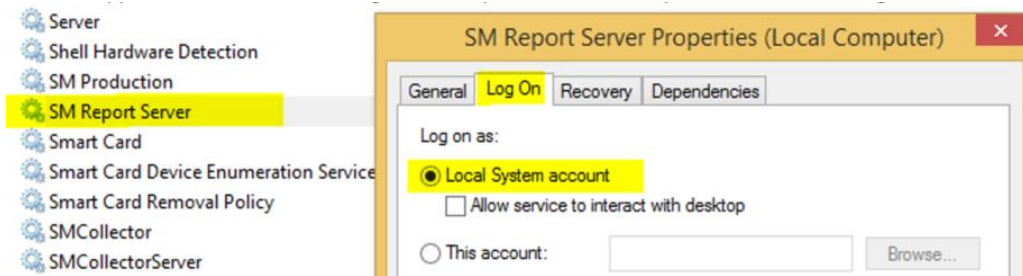 Server
Shell Hardware Detection
SM Production
SM Report Server
Smart Card
Smart Card Device Enumeration Service
Smart Card Removal Policy
SMCollector
SMCollectorServer
SM Report Server Properties (Local Computer)
General Log On Recovery Dependencies
Log on as:
Local System account
Allow service to interact with desktop
This account:
Browse...